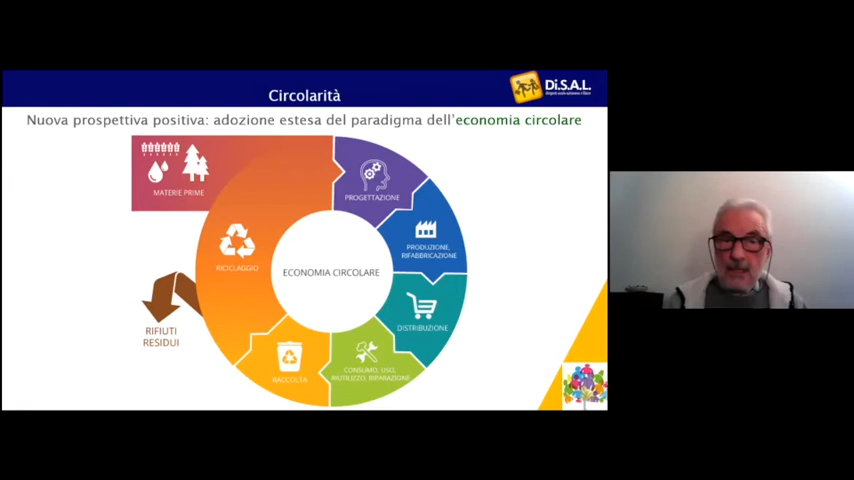 Circolarità
Di.S.A.L.
Nuova prospettiva positiva: adozione estesa del paradigma dell'economia circolare
MATERIE PRIME
PROGETTAZIONE
PRODUZIONE,
RIFABBRICAZIONE
RICICLAGGIO
ECONOMIA CIRCOLARE
DISTRIBUZIONE
RIFIUTI
RESIDUI
CONSUMO, USO,
RIUTILIZZO, RIPARAZIONE
RACCOLTA